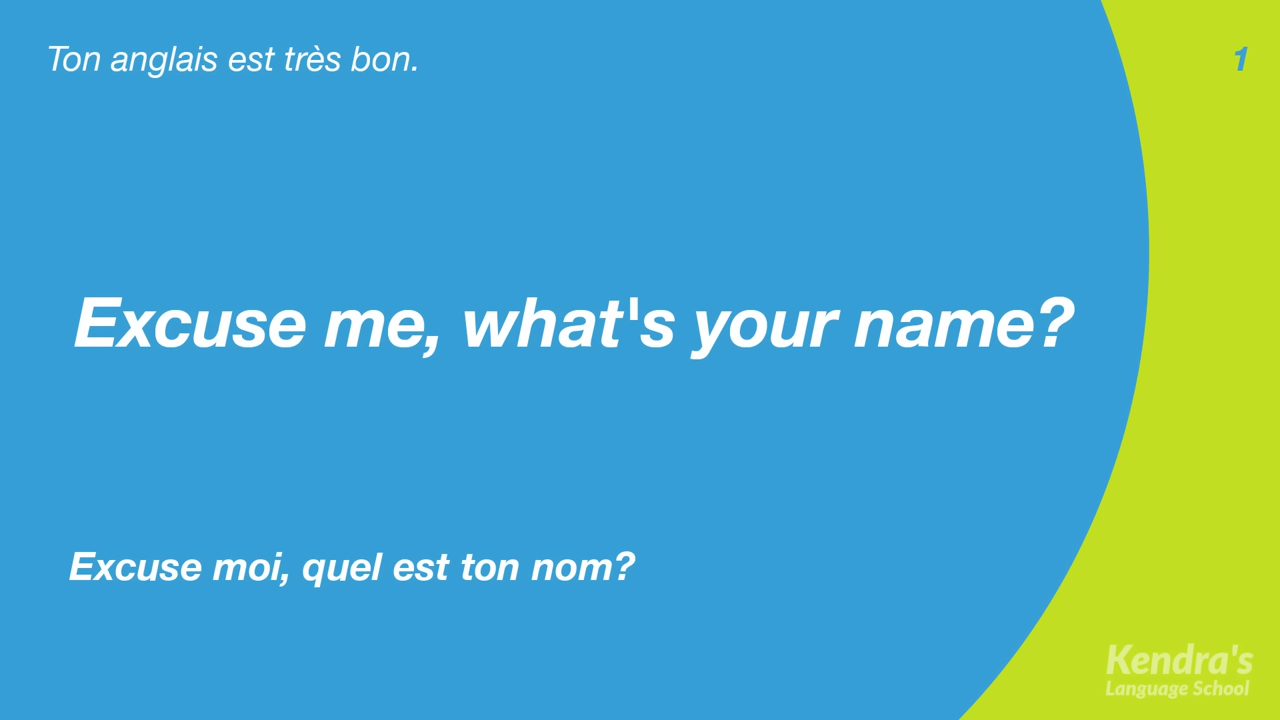 Ton anglais est très bon.
1
Excuse me, what's your name?
Excuse moi, quel est ton nom?
Kendra's
Language School